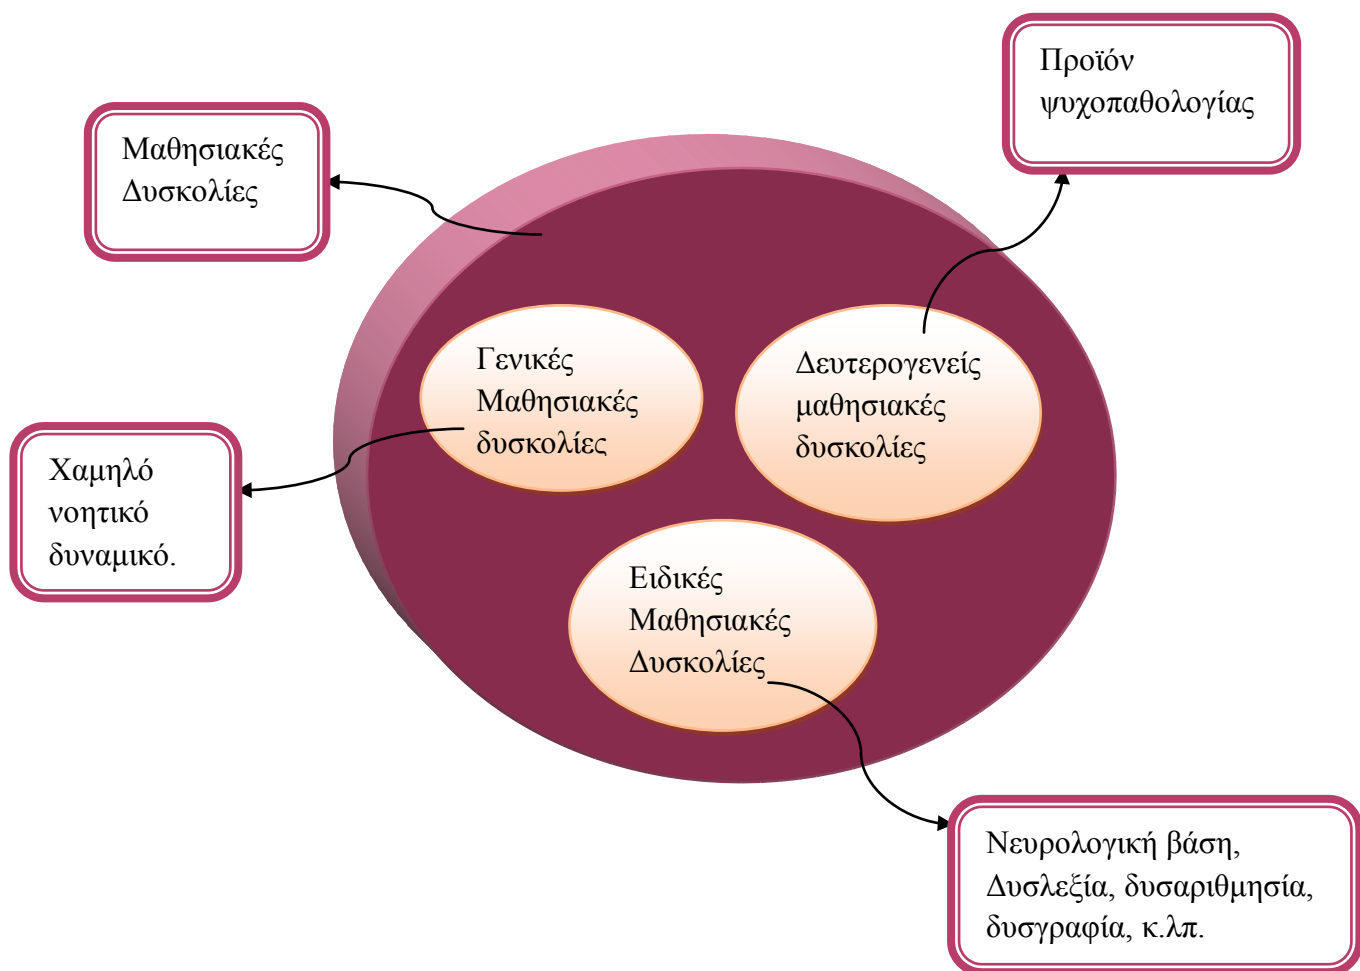 Προϊόν
ψυχοπαθολογίας
Μαθησιακές
Δυσκολίες
Γενικές
Μαθησιακές
δυσκολίες
Δευτερογενείς
μαθησιακές
δυσκολίες
Χαμηλό
νοητικό
δυναμικό.
Ειδικές
Μαθησιακές
Δυσκολίες
Νευρολογική βάση,
Δυσλεξία, δυσαριθμησία,
δυσγραφία, κ.λπ.